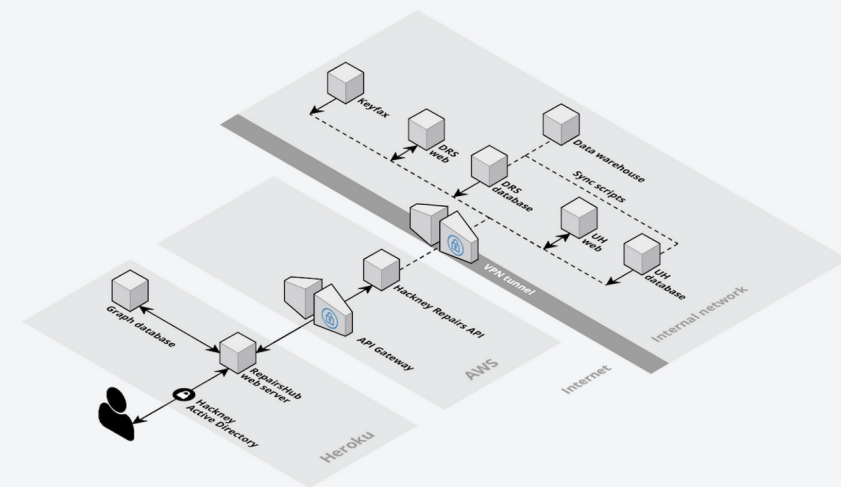 Keyfax
DRS
web
Data warehouse
DRS
database
Sync scripts
UH
web
UH
database
VPN tunnel
Internal network
Hackney Repairs API
API Gateway
AWS
Internet
Graph database
RepairsHub
web server
Hackney
Active Directory
Heroku